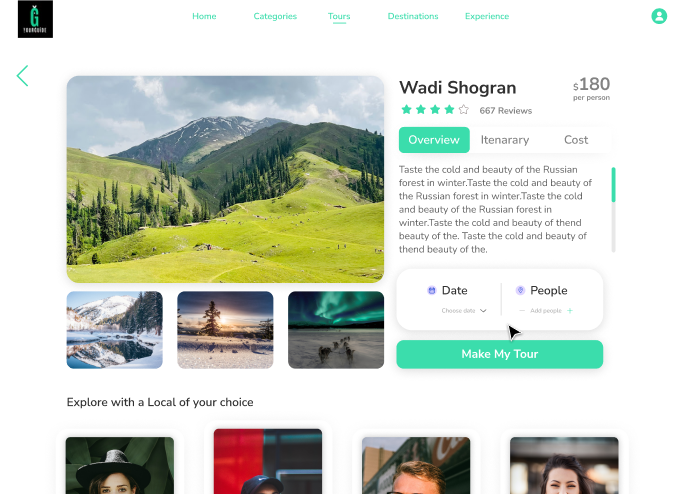 Ğ
TOURGUIDE
Home
Categories
Tours
Destinations
Experience
Wadi Shogran
$180
per person
667 Reviews
Overview
Itenarary
Cost
Taste the cold and beauty of the Russian
forest in winter.Taste the cold and beauty of
the Russian forest in winter.Taste the cold
and beauty of the Russian forest in
winter.Taste the cold and beauty of thend
beauty of the. Taste the cold and beauty of
thend beauty of the.
Date
People
Choose date
Add people
Make My Tour
Explore with a Local of your choice